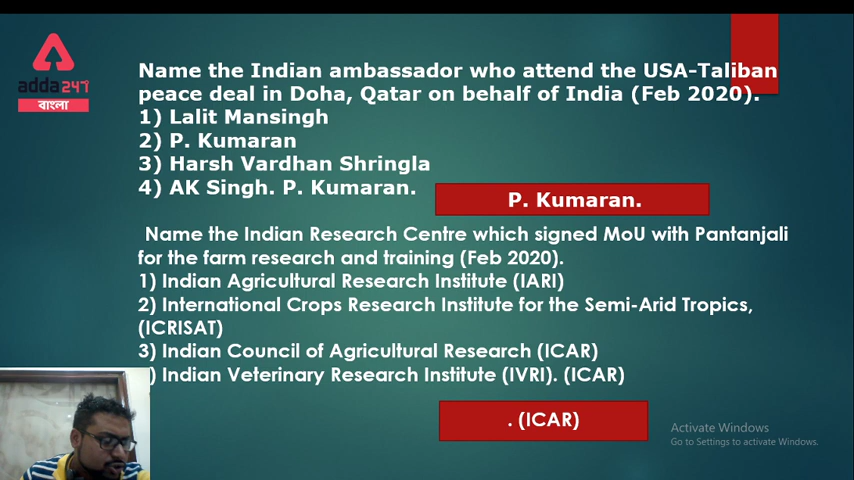 adda247
বাংলা
Name the Indian ambassador who attend the USA-Taliban
peace deal in Doha, Qatar on behalf of India (Feb 2020).
1) Lalit Mansingh
2) P. Kumaran
3) Harsh Vardhan Shringla
4) AK Singh. P. Kumaran.
P. Kumaran.
Name the Indian Research Centre which signed MoU with Pantanjali
for the farm research and training (Feb 2020).
1) Indian Agricultural Research Institute (IARI)
2) International Crops Research Institute for the Semi-Arid Tropics,
(ICRISAT)
3) Indian Council of Agricultural Research (ICAR)
) Indian Veterinary Research Institute (IVRI). (ICAR)
. (ICAR)
Activate Windows
Go to Settings to activate Windows.